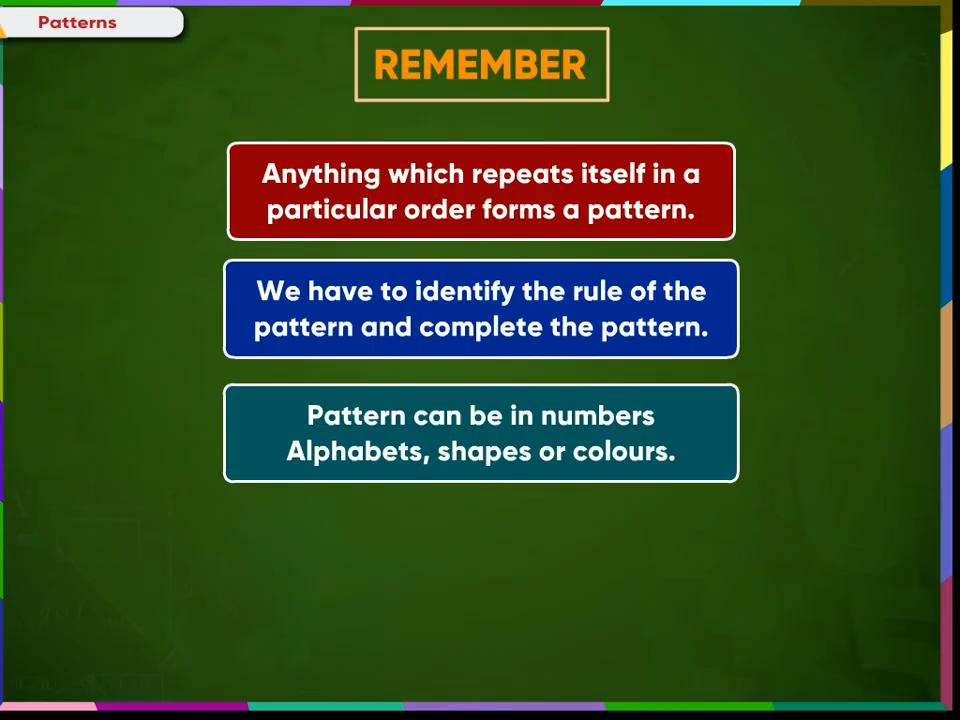 Patterns
REMEMBER
Anything which repeats itself in a
particular order forms a pattern.
We have to identify the rule of the
pattern and complete the pattern.
Pattern can be in numbers
Alphabets, shapes or colours.